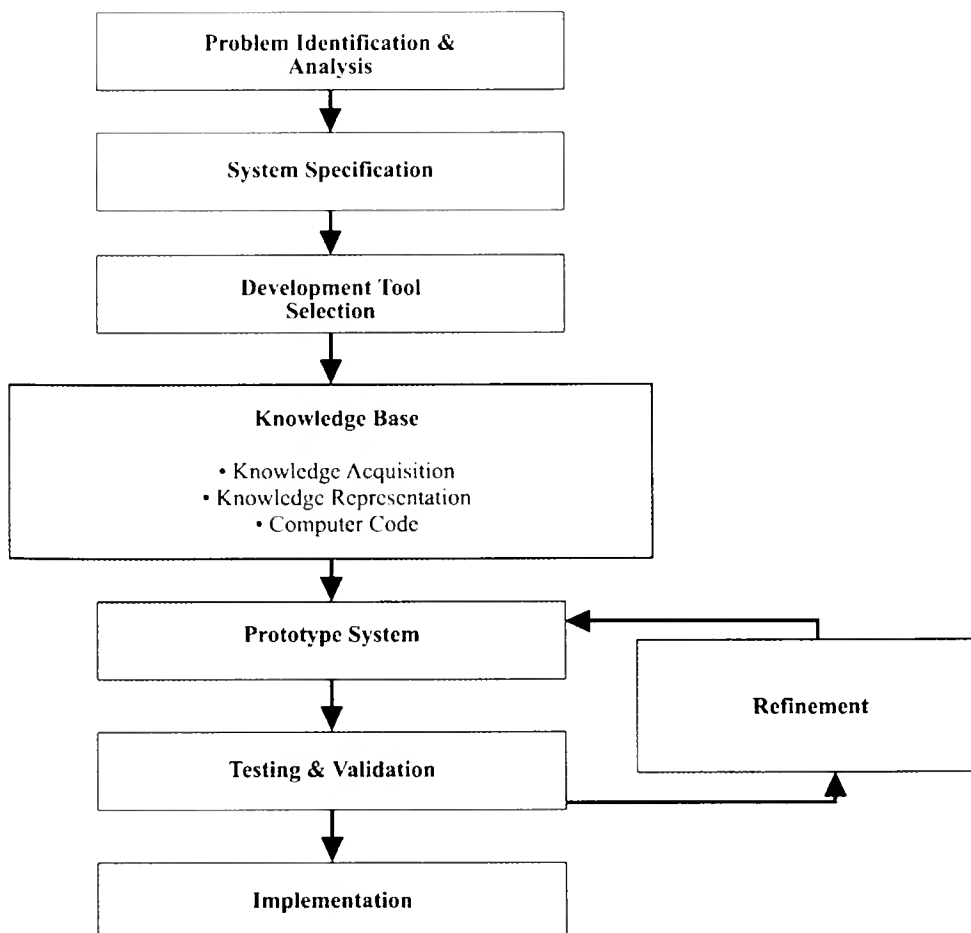 Problem Identification &
Analysis
System Specification
Development Tool
Selection
Knowledge Base
• Knowledge Acquisition
• Knowledge Representation
• Computer Code
Prototype System
Refinement
Testing & Validation
Implementation